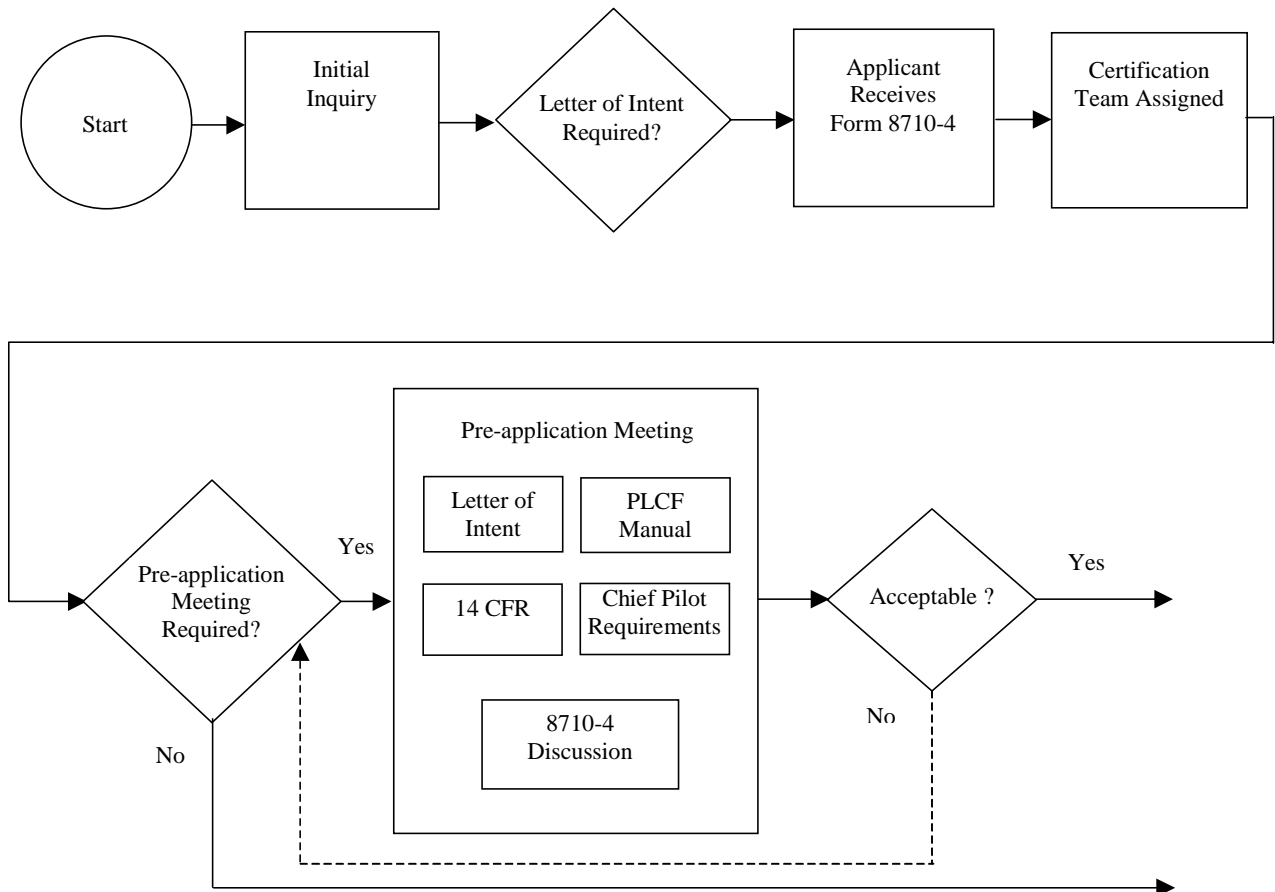 Start
Initial
Inquiry
Letter of Intent
Required?
Applicant
Receives
Form 8710-4
Certification
Team Assigned
Pre-application
Meeting
Required?
Yes
No
Pre-application Meeting
Letter of
Intent
PLCF
Manual
14 CFR
Chief Pilot
Requirements
8710-4
Discussion
Acceptable ?
Yes
No